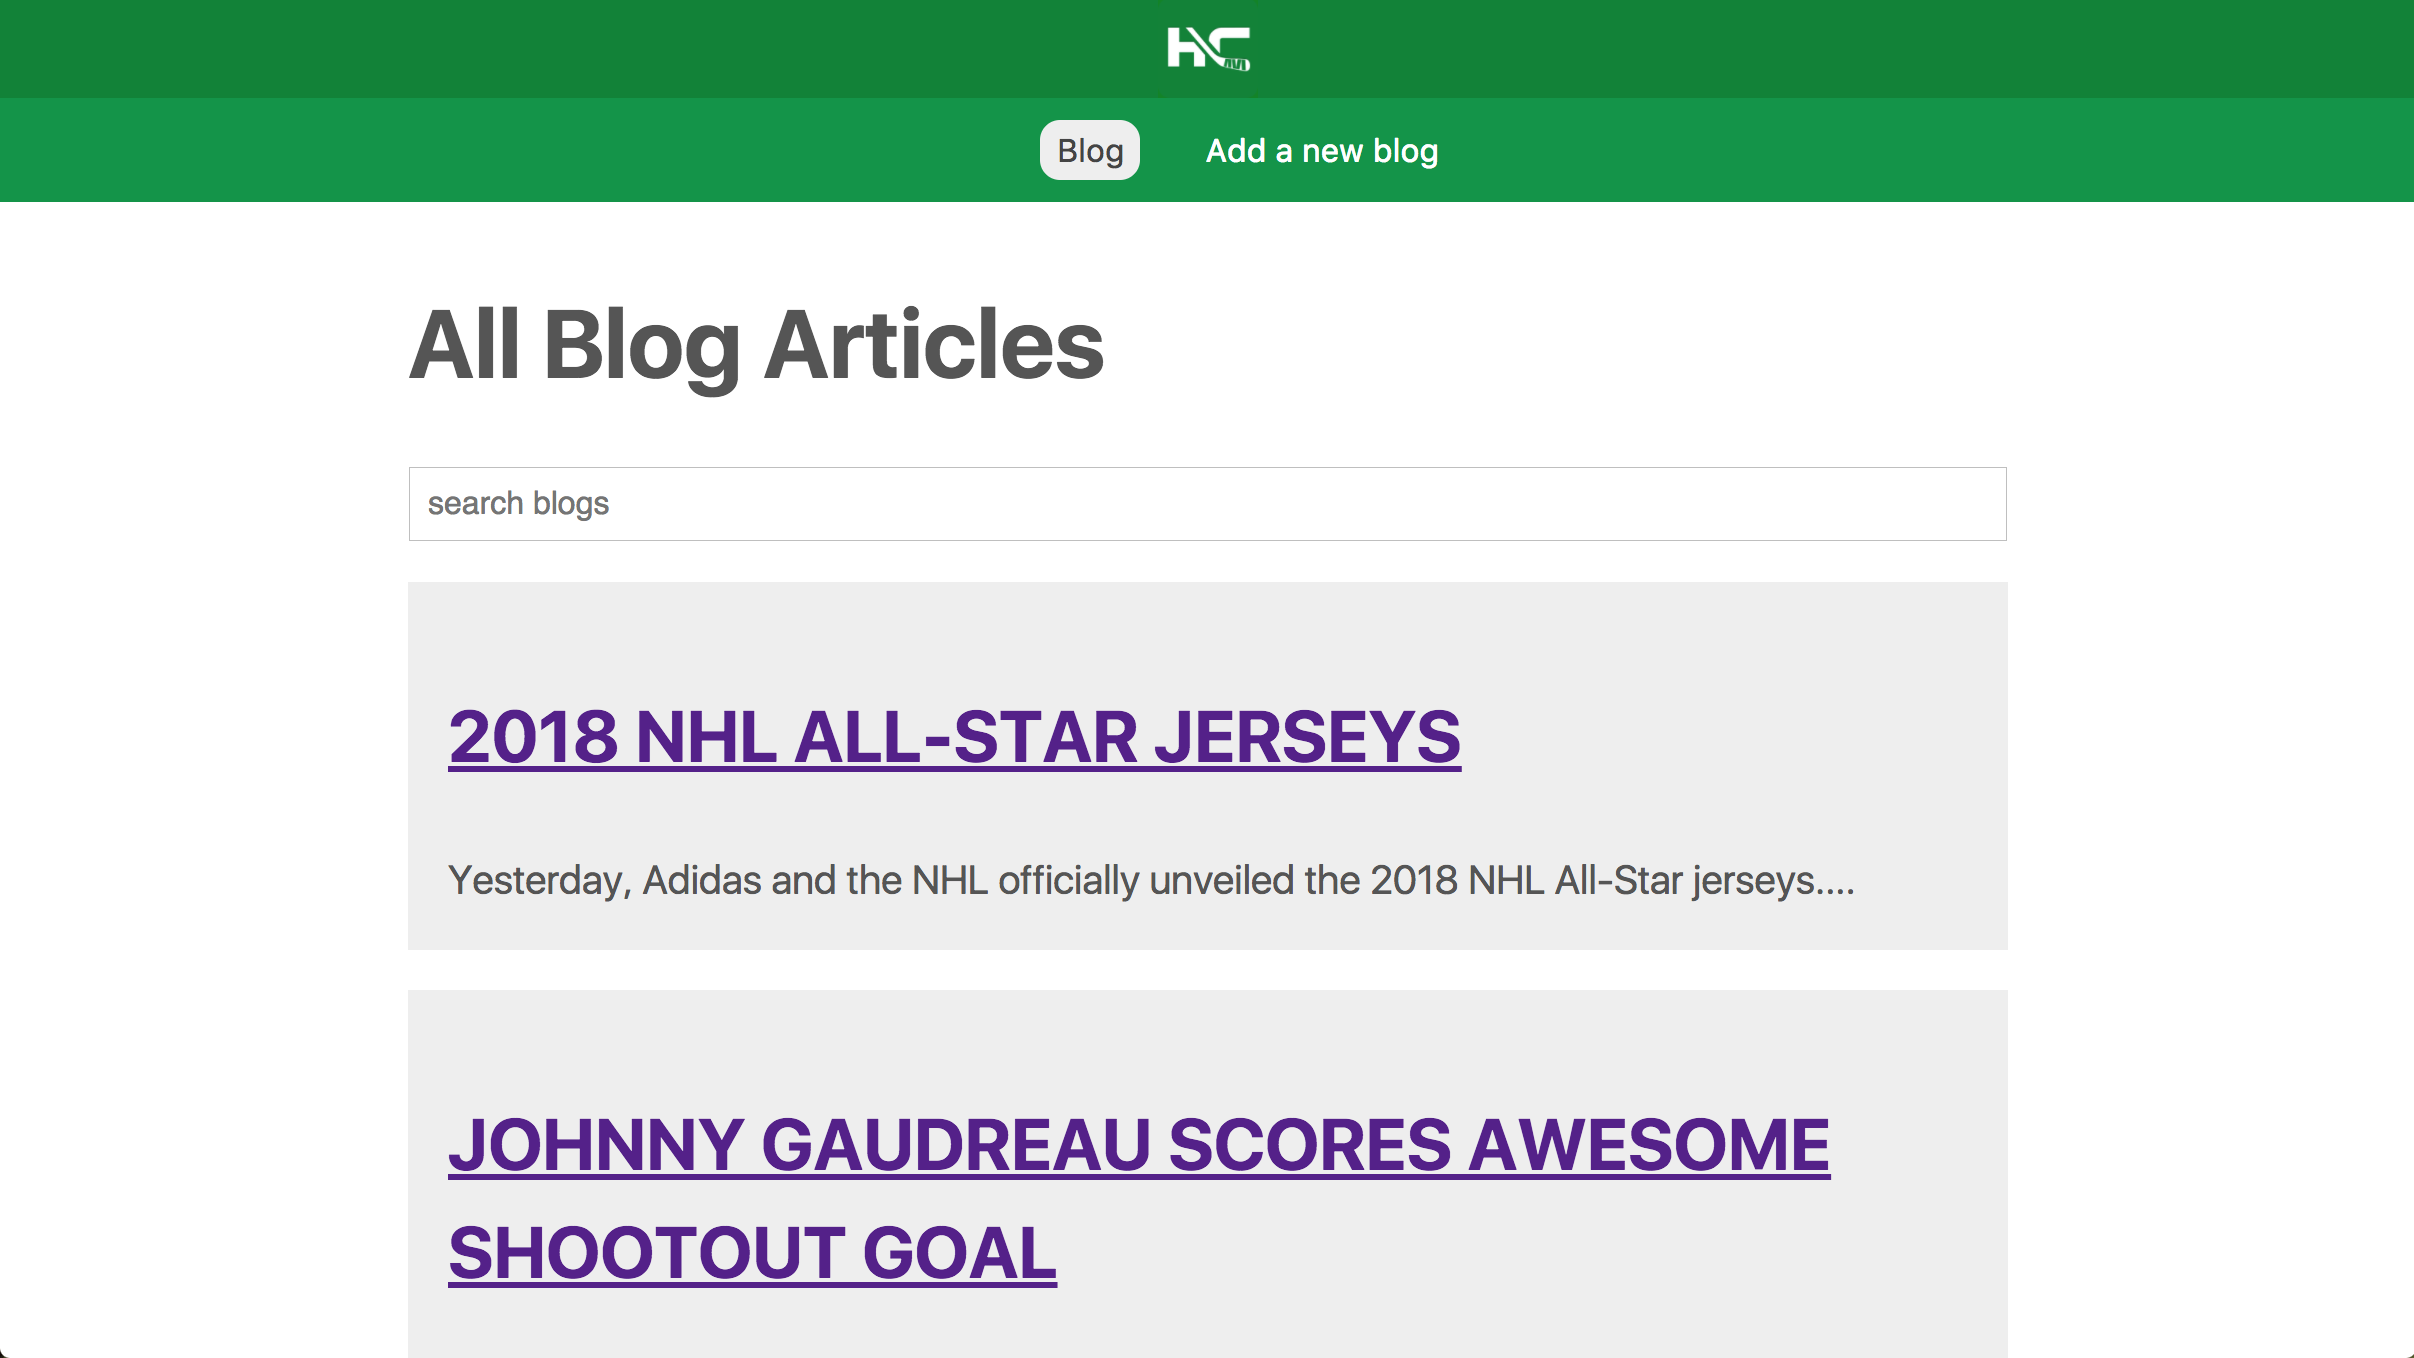 HC
Blog
Add a new blog
All Blog Articles
search blogs
2018 NHL ALL-STAR JERSEYS
Yesterday, Adidas and the NHL officially unveiled the 2018 NHL All-Star jerseys....
JOHNNY GAUDREAU SCORES AWESOME
SHOOTOUT GOAL